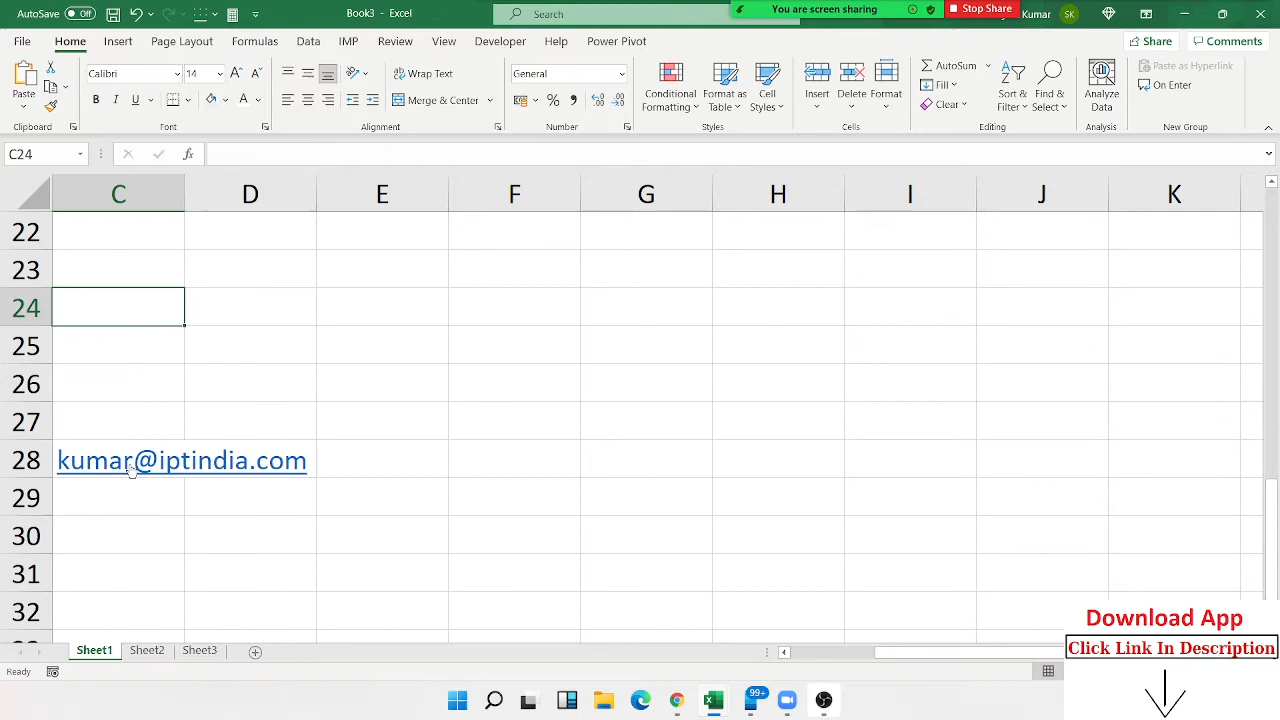 AutoSave Off Book3 - Excel Search You are screen sharing Stop Share Kumar SK
File Home Insert Page Layout Formulas Data IMP Review View Developer Help Power Pivot Share Comments
Calibri 14 Wrap Text General AutoSum Paste as Hyperlink
Paste B I U A Merge & Center Conditional Formatting Format as Table Cell Styles Insert Delete Format Fill Clear Sort & Filter Find & Select Analyze Data On Enter
Clipboard Font Alignment Number Styles Cells Editing Analysis New Group
C24 fx
C D E F G H I J K
22
23
24
25
26
27
28 kumar@iptindia.com
29
30
31
32
Download App
Click Link In Description
Sheet1 Sheet2 Sheet3
Ready
99+